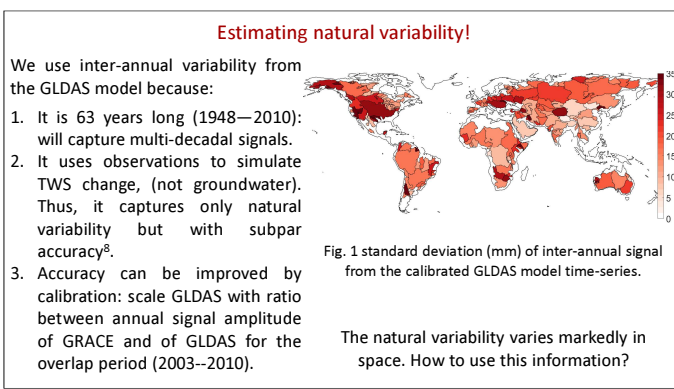 Estimating natural variability!
We use inter-annual variability from
the GLDAS model because:
1. It is 63 years long (1948—2010):
will capture multi-decadal signals.
2. It uses observations to simulate
TWS change, (not groundwater).
Thus, it captures only natural
variability but with subpar
accuracy⁸.
3. Accuracy can be improved by
calibration: scale GLDAS with ratio
between annual signal amplitude
of GRACE and of GLDAS for the
overlap period (2003--2010).
35
30
25
20
15
10
5
0
Fig. 1 standard deviation (mm) of inter-annual signal
from the calibrated GLDAS model time-series.
The natural variability varies markedly in
space. How to use this information?